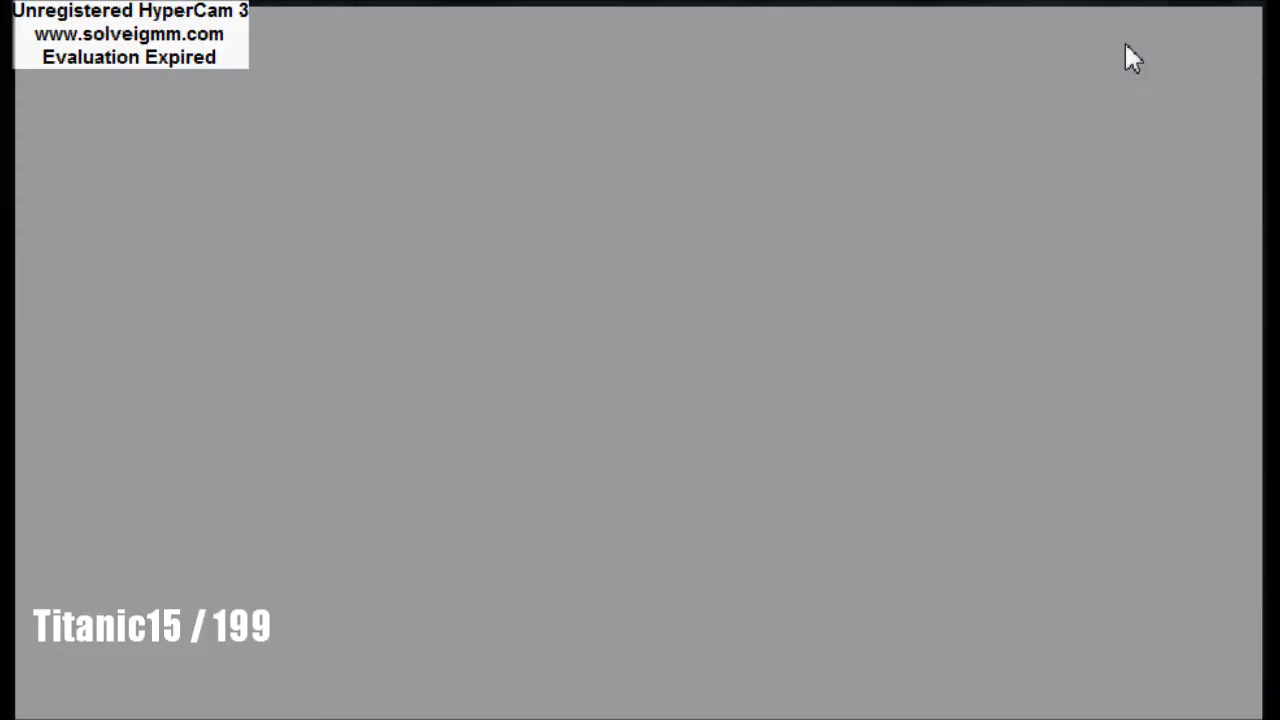 Unregistered HyperCam 3
www.solveigmm.com
Evaluation Expired
Titanic15 / 199